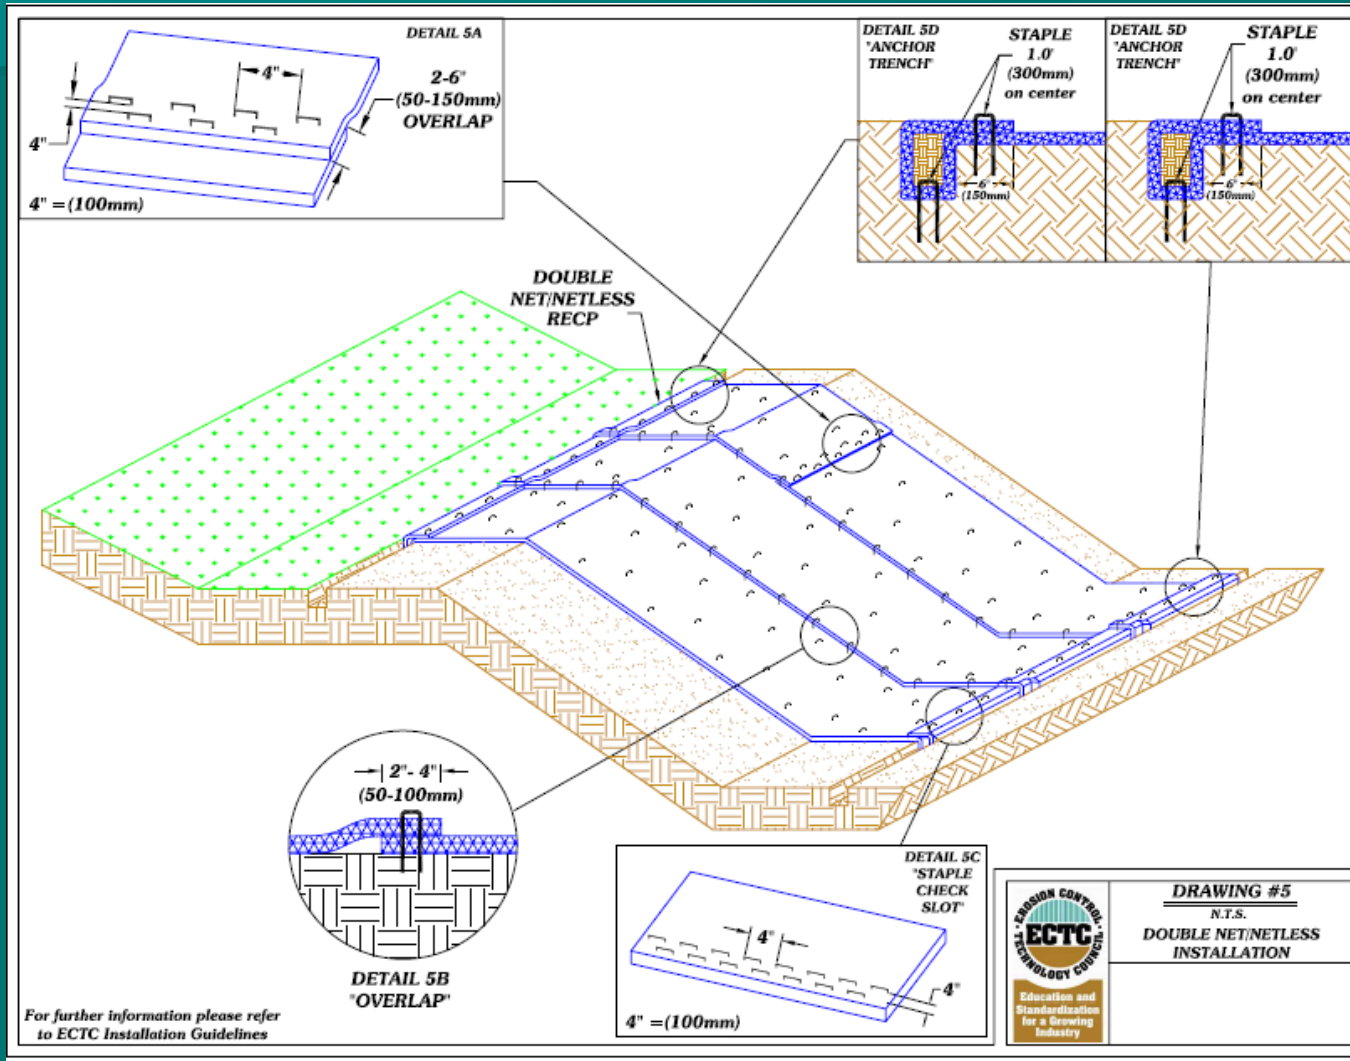 DETAIL 5A
4"
2-6"
(50-150mm)
OVERLAP
4"
4" = (100mm)
DETAIL 5D
"ANCHOR
TRENCH"
STAPLE
1.0'
(300mm)
on center
6"
(150mm)
DETAIL 5D
"ANCHOR
TRENCH"
STAPLE
1.0'
(300mm)
on center
6"
(150mm)
DOUBLE
NET/NETLESS
RECP
2"- 4"
(50-100mm)
DETAIL 5B
"OVERLAP"
DETAIL 5C
"STAPLE
CHECK
SLOT"
4"
4"
4" = (100mm)
For further information please refer
to ECTC Installation Guidelines
EROSION CONTROL
ECTC
TECHNOLOGY COUNCIL
Education and
Standardization
for a Growing
Industry
DRAWING #5
N.T.S.
DOUBLE NET/NETLESS
INSTALLATION